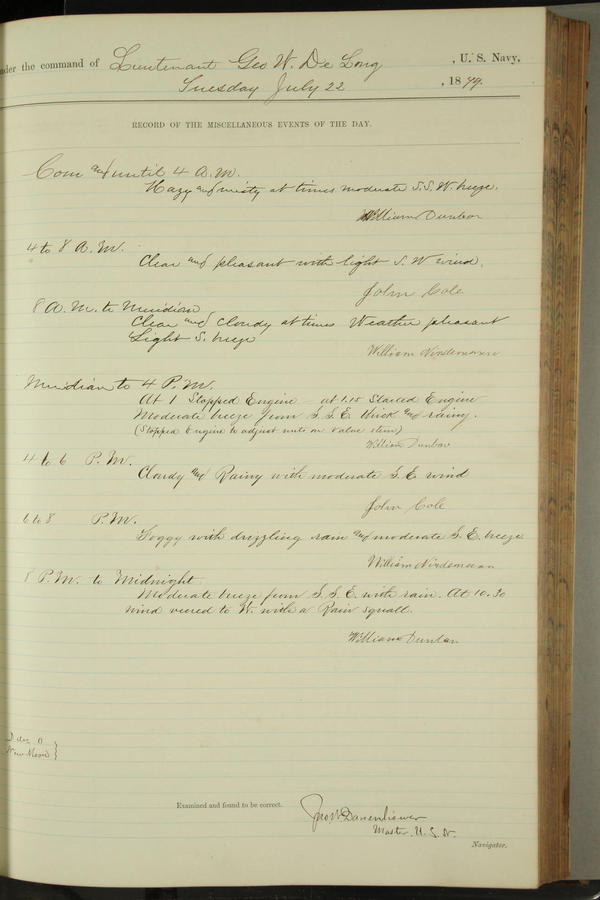 nder the command of Lieutenant Geo W. De Long, U. S. Navy,
Tuesday July 22, 1879.
RECORD OF THE MISCELLANEOUS EVENTS OF THE DAY.
Com and until 4 A.M.
Hazy and misty at times moderate S.S.W. breeze.
William Dunbar
4 to 8 A.M.
Clear and pleasant with light S.W wind.
John Cole
8 A.M. to Meridian
Clear and Cloudy at times Weather pleasant
Light S. breeze
William Nindemann
Meridian to 4 P.M.
At 1 Stopped Engine at 1.15 Started Engine
Moderate breeze from S.S.E. thick and rainy.
(Stopped Engine to adjust nuts on valve stem)
William Dunbar
4 to 6 P.M.
Cloudy and Rainy with moderate S.E wind
John Cole
6 to 8 P.M.
Foggy with drizzling rain and moderate S.E. breeze
William Nindemann
8 P.M. to Midnight
Moderate breeze from S.S.E. with rain. At 10.30
wind veered to W. with a Rain squall.
William Dunbar
New Moon }
Examined and found to be correct.
Jno W. Danenhower
Master, U.S.N.
Navigator.